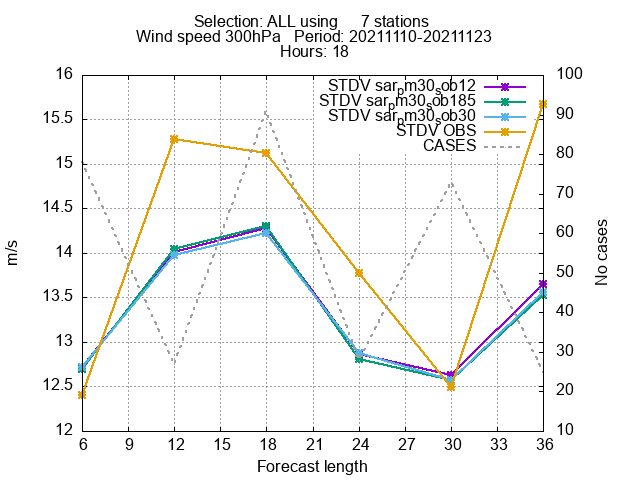 Selection: ALL using 7 stations
Wind speed 300hPa Period: 20211110-20211123
Hours: 18
STDV sarpm30sob12
STDV sarpm30sob185
STDV sarpm30sob30
STDV OBS
CASES
16
15.5
15
14.5
14
13.5
13
12.5
12
m/s
100
90
80
70
60
50
40
30
20
10
No cases
6 9 12 15 18 21 24 27 30 33 36
Forecast length